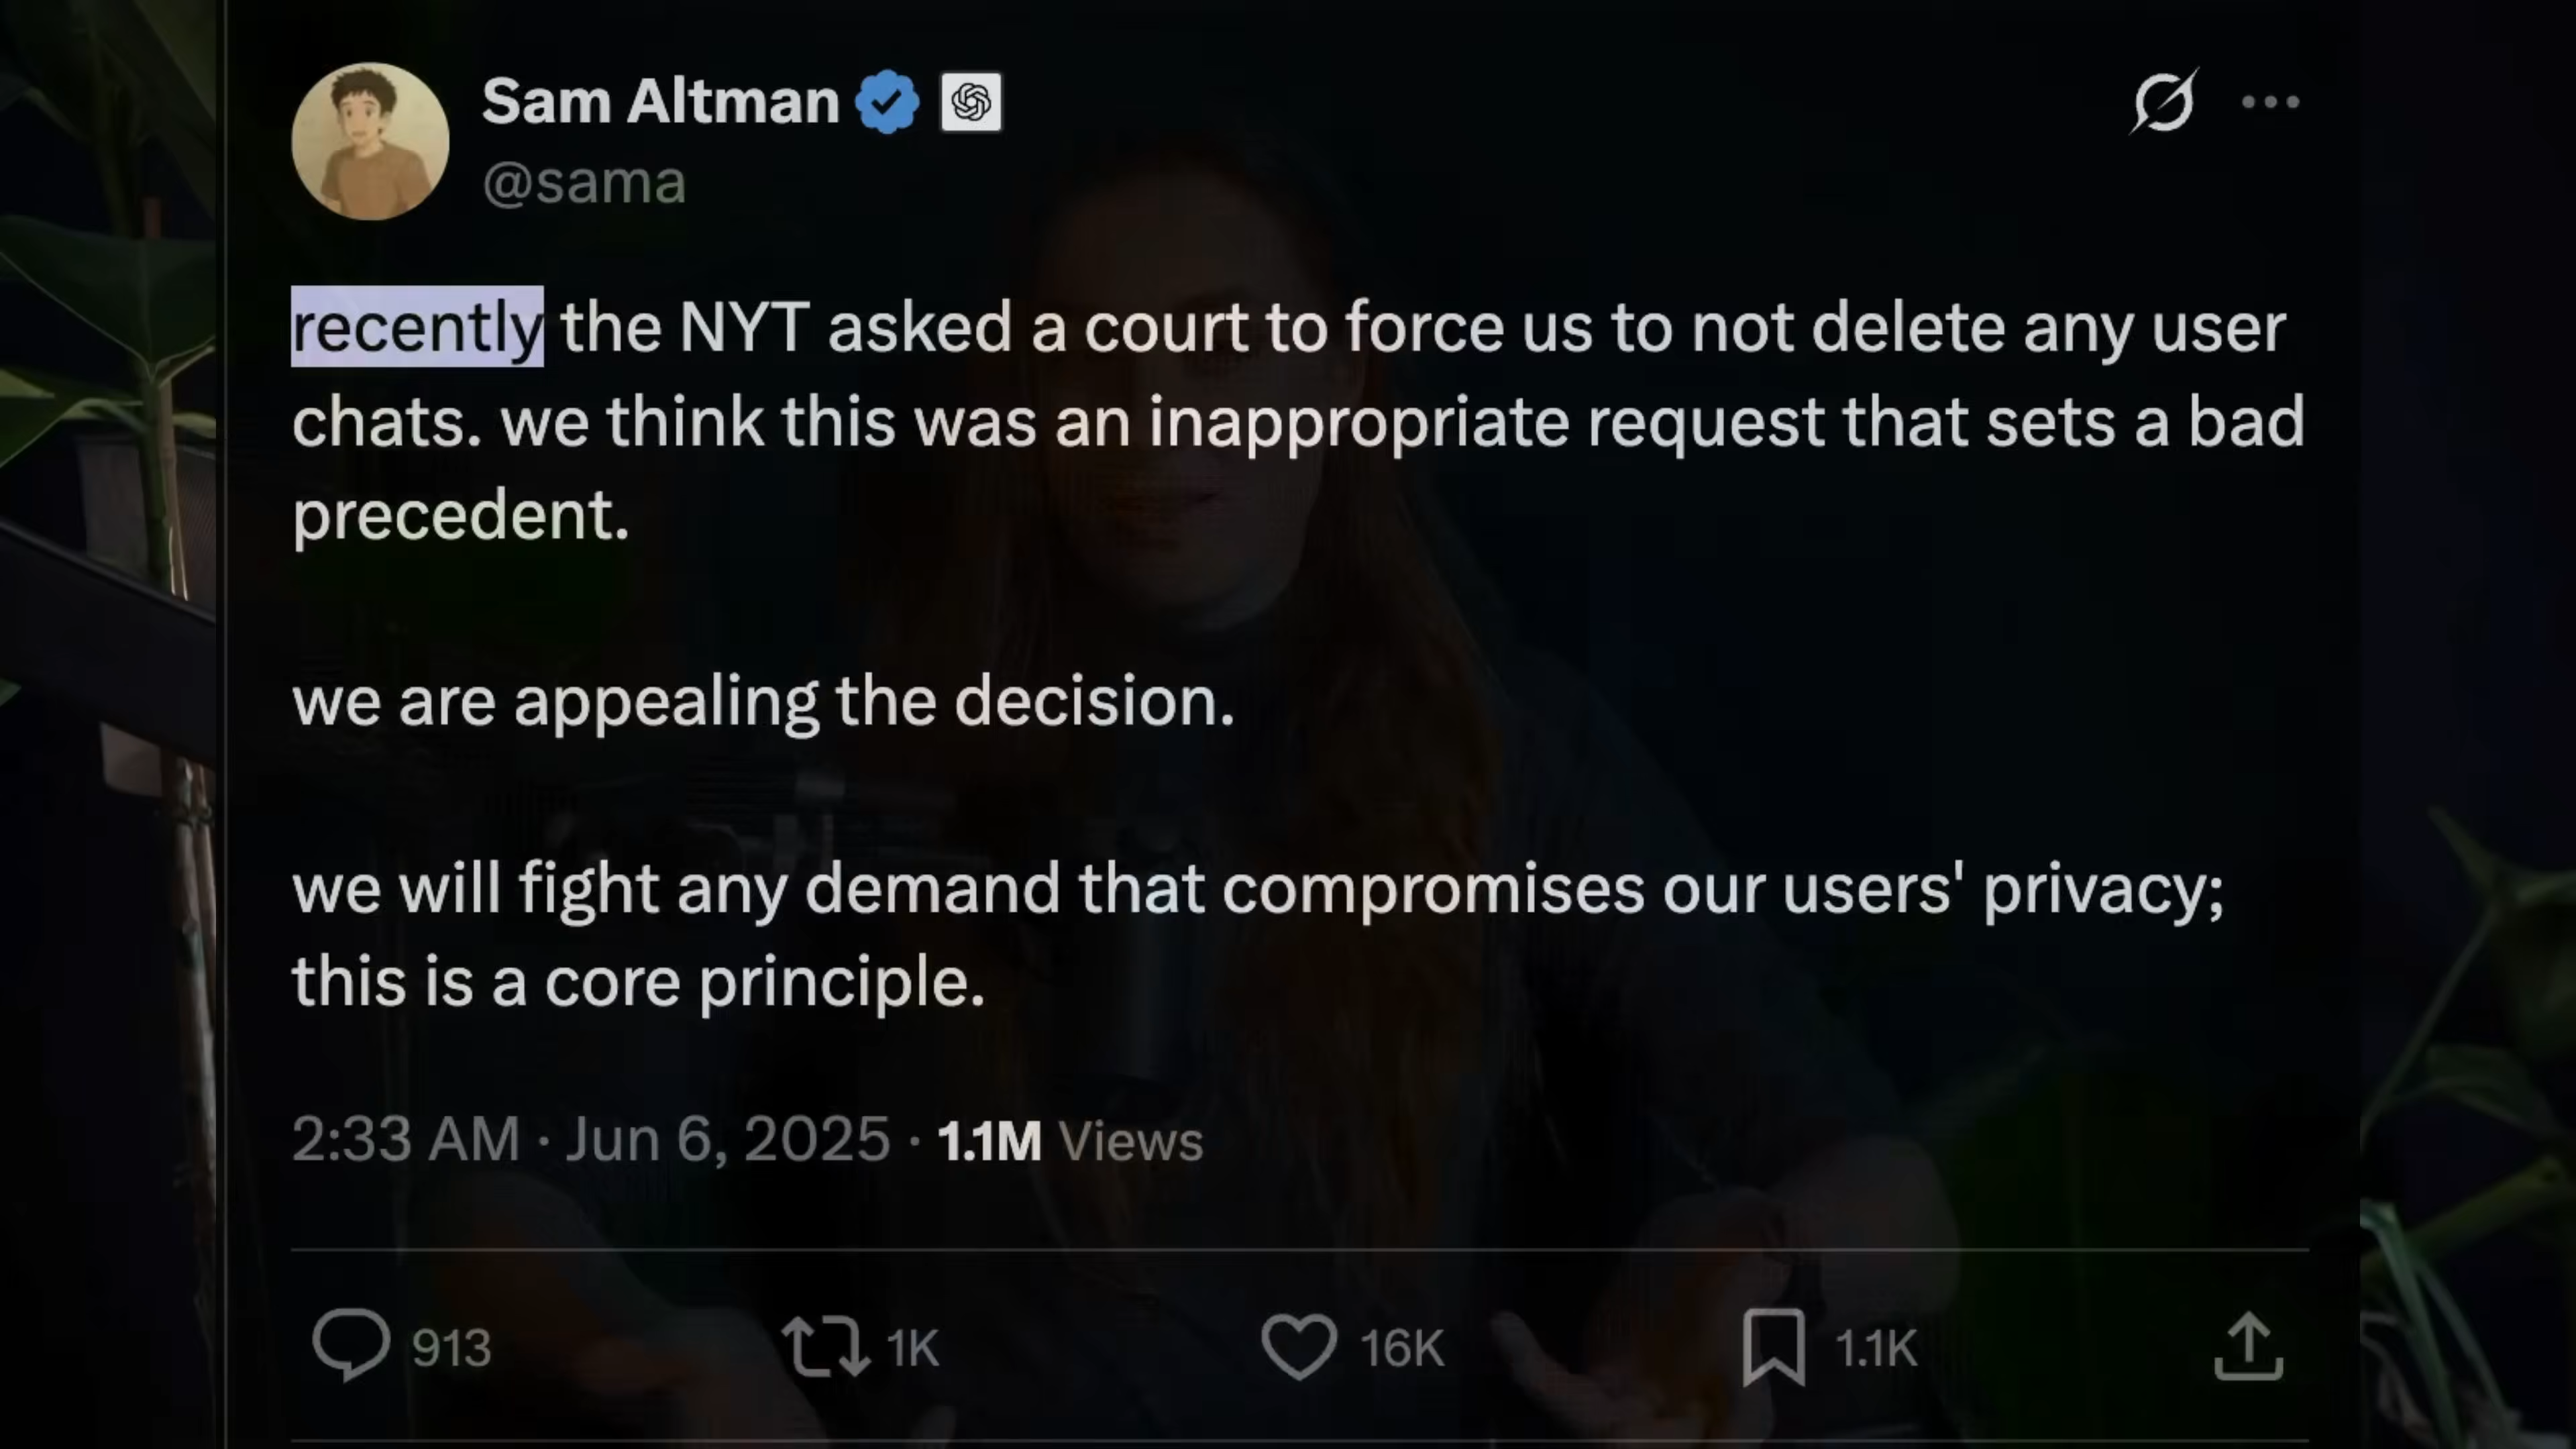 Sam Altman
@sama
recently the NYT asked a court to force us to not delete any user
chats. we think this was an inappropriate request that sets a bad
precedent.
we are appealing the decision.
we will fight any demand that compromises our users' privacy;
this is a core principle.
2:33 AM · Jun 6, 2025 · 1.1M Views
913 1K 16K 1.1K